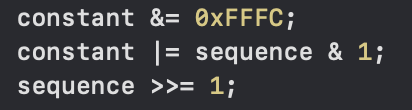 constant &= 0xFFFC;
constant |= sequence & 1;
sequence >>= 1;